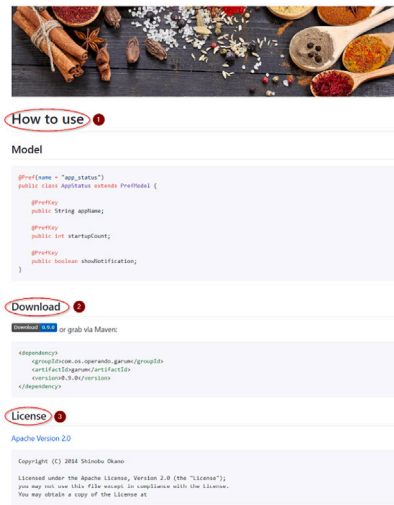 How to use 1
Model
@Pref(name = "app_status")
public class AppStatus extends PrefModel {
@PrefKey
public String appName;
@PrefKey
public int startupCount;
@PrefKey
public boolean showNotification;
}
Download 2
Download 0.9.0 or grab via Maven:
<dependency>
<groupId>com.os.operando.garum</groupId>
<artifactId>garum</artifactId>
<version>0.9.0</version>
</dependency>
License 3
Apache Version 2.0
Copyright (C) 2014 Shinobu Okano
Licensed under the Apache License, Version 2.0 (the "License");
you may not use this file except in compliance with the License.
You may obtain a copy of the License at